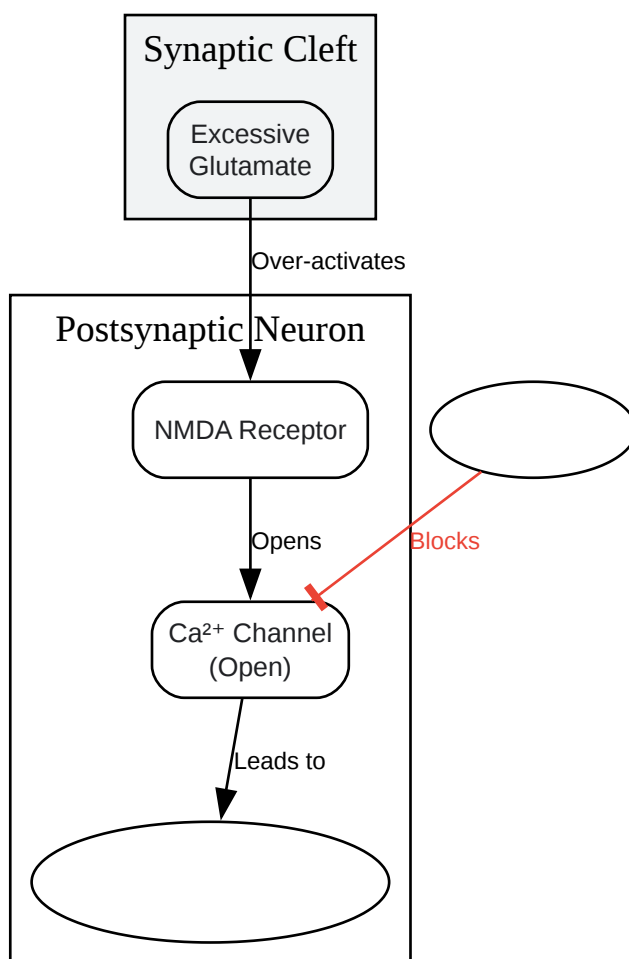 Synaptic Cleft
Excessive
Glutamate
Over-activates
Postsynaptic Neuron
NMDA Receptor
Opens
Blocks
Ca²⁺ Channel
(Open)
Leads to